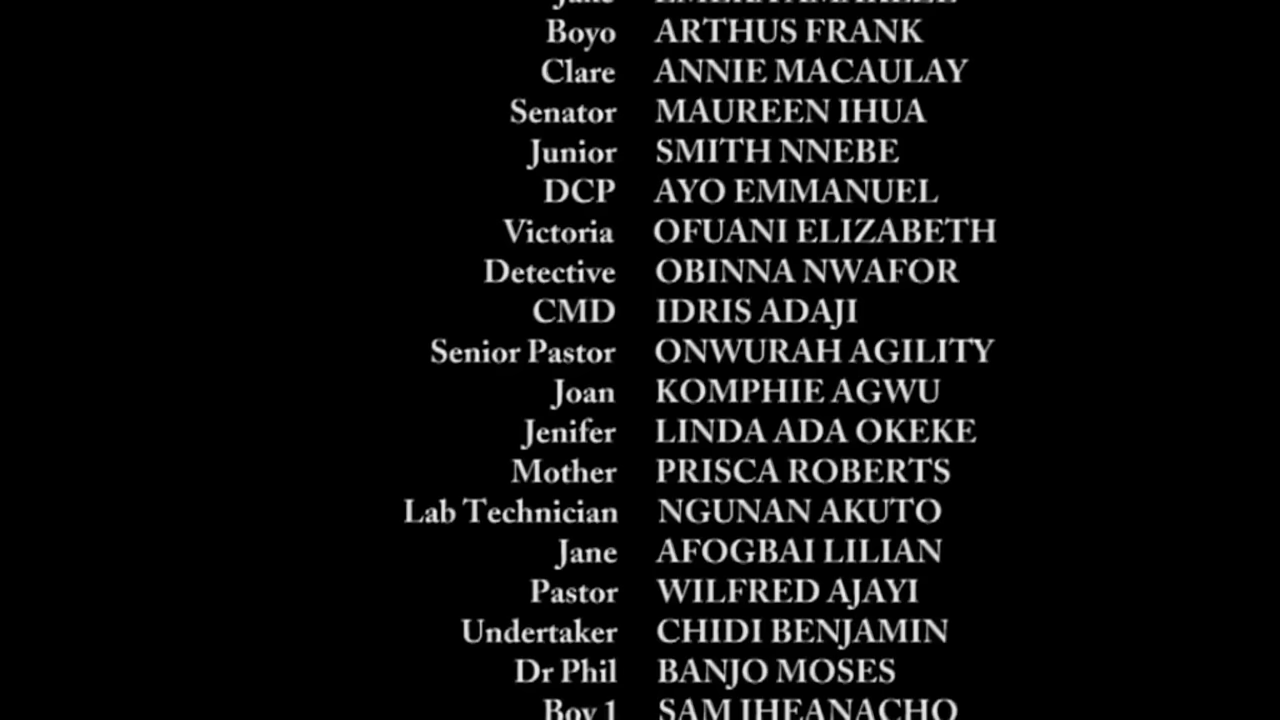 Boyo ARTHUS FRANK
Clare ANNIE MACAULAY
Senator MAUREEN IHUA
Junior SMITH NNEBE
DCP AYO EMMANUEL
Victoria OFUANI ELIZABETH
Detective OBINNA NWAFOR
CMD IDRIS ADAJI
Senior Pastor ONWURAH AGILITY
Joan KOMPHIE AGWU
Jenifer LINDA ADA OKEKE
Mother PRISCA ROBERTS
Lab Technician NGUNAN AKUTO
Jane AFOGBAI LILIAN
Pastor WILFRED AJAYI
Undertaker CHIDI BENJAMIN
Dr Phil BANJO MOSES
Boy 1 SAM IHEANACHO